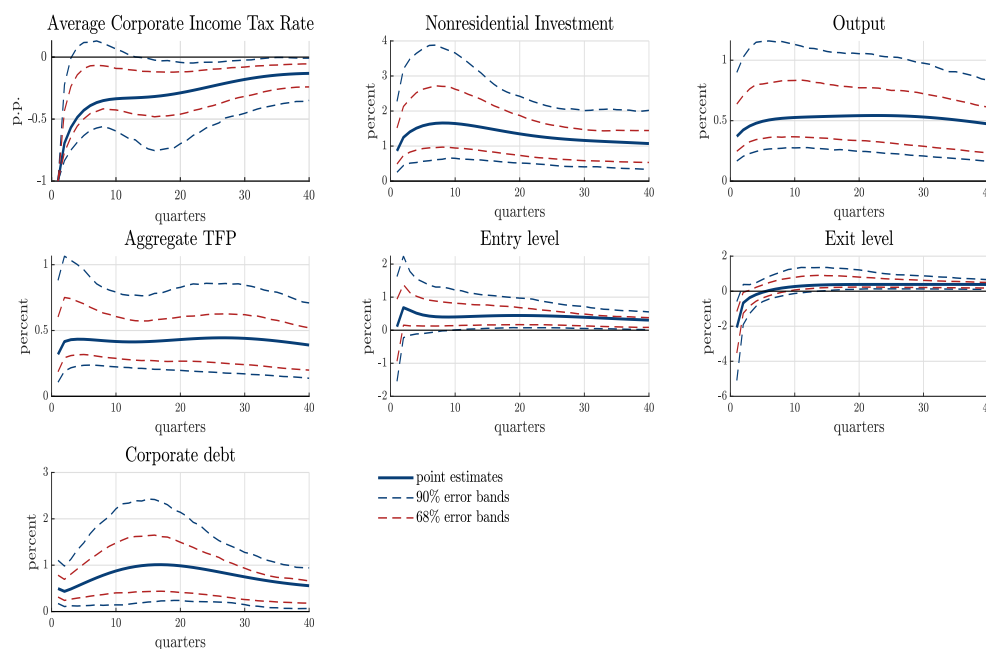 Average Corporate Income Tax Rate
0
-0.5
-1
p.p.
0 10 20 30 40
quarters
Nonresidential Investment
4
3
2
1
0
percent
0 10 20 30 40
quarters
Output
1
0.5
0
percent
0 10 20 30 40
quarters
Aggregate TFP
1
0.5
0
percent
0 10 20 30 40
quarters
Entry level
2
1
0
-1
-2
percent
0 10 20 30 40
quarters
Exit level
2
0
-2
-4
-6
percent
0 10 20 30 40
quarters
Corporate debt
3
2
1
0
percent
0 10 20 30 40
quarters
point estimates
90% error bands
68% error bands